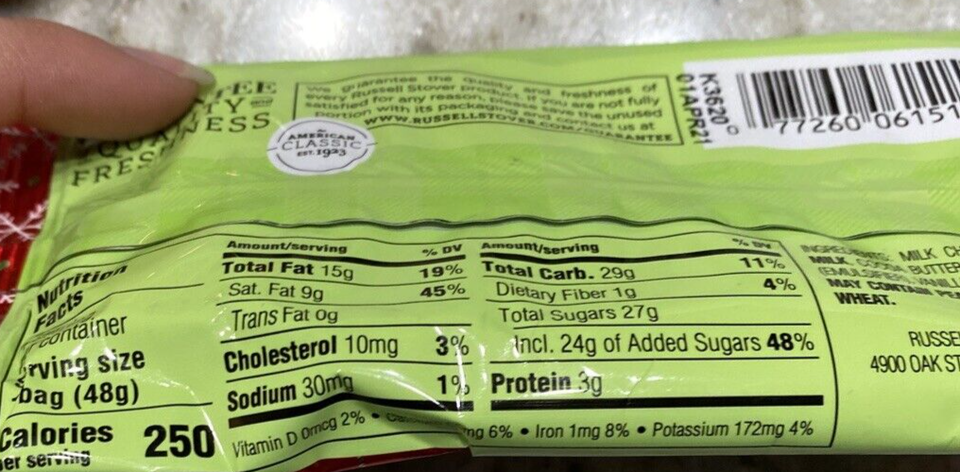 TEE
TY and
QUA NESS
FRES
We guarantee the quality and freshness of
every Russell Stover product. If you are not fully
satisfied for any reason, please save the unused
portion with its packaging and contact us at
WWW.RUSSELLSTOVER.COM/GUARANTEE
AMERICAN
CLASSIC
EST. 1923
K3620
01APR21
77260 06151
Nutrition
Facts
container
rving size
bag (48g)
Calories 250
er serving
Amount/serving % DV
Total Fat 15g 19%
Sat. Fat 9g 45%
Trans Fat 0g
Cholesterol 10mg 3%
Sodium 30mg 1%
Amount/serving % DV
Total Carb. 29g 11%
Dietary Fiber 1g 4%
Total Sugars 27g
Incl. 24g of Added Sugars 48%
Protein 3g
Vitamin D 0mcg 2% • mg 6% • Iron 1mg 8% • Potassium 172mg 4%
MILK CH
MILK, BUTTER
(EMULSIFIER VANILL
MAY CONTAIN PE
WHEAT.
RUSSE
4900 OAK ST